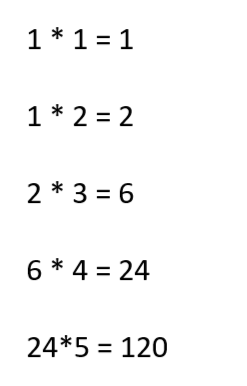 1 * 1 = 1
1 * 2 = 2
2 * 3 = 6
6 * 4 = 24
24*5 = 120